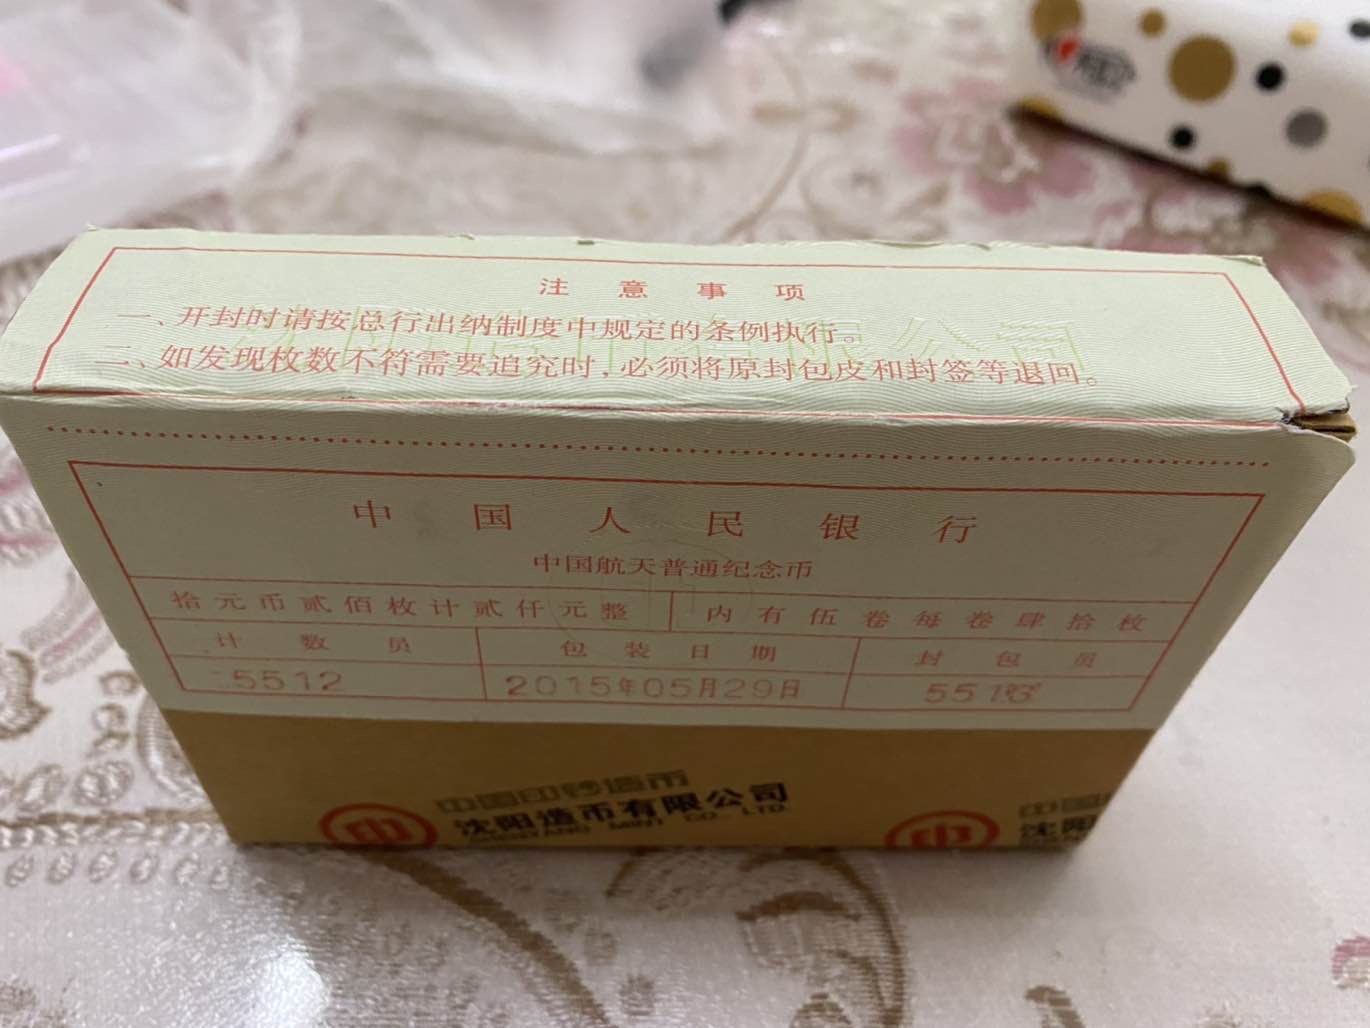 注意事项
一、开封时请按总行出纳制度中规定的条例执行。
二、如发现枚数不符需要追究时,必须将原封包皮和封签等退回。
中国人民银行
中国航天普通纪念币
拾元币贰佰枚计贰仟元整 内有伍卷每卷肆拾枚
计数员 包装日期 封包员
5512 2015年05月29日
沈阳造币有限公司
SHENYANG MINT CO. LTD.
沈阳